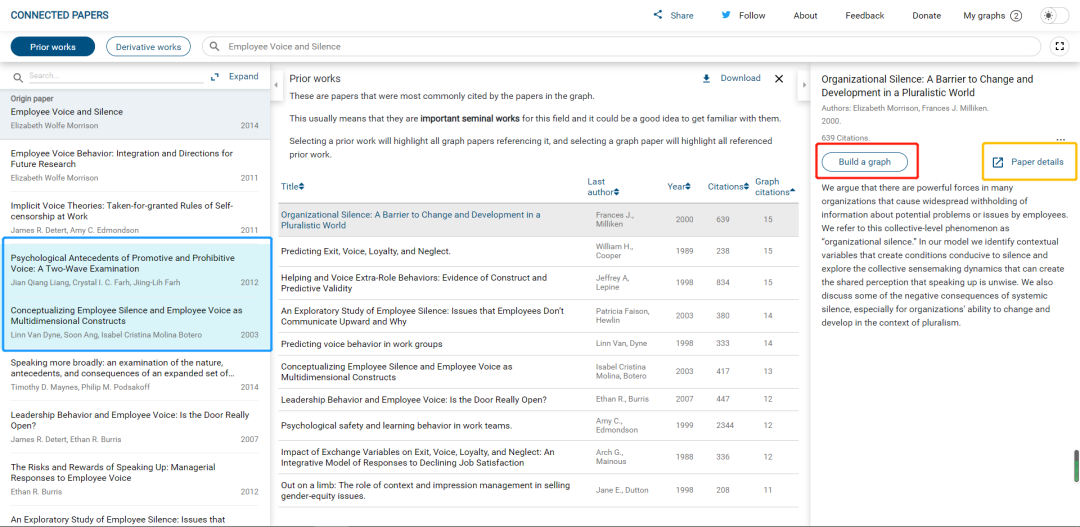 CONNECTED PAPERS
Share
Follow
About
Feedback
Donate
My graphs 2
Prior works
Derivative works
Employee Voice and Silence
Search...
Expand
Origin paper
Employee Voice and Silence
Elizabeth Wolfe Morrison 2014
Employee Voice Behavior: Integration and Directions for
Future Research
Elizabeth Wolfe Morrison 2011
Implicit Voice Theories: Taken-for-granted Rules of Self-
censorship at Work
James R. Detert, Amy C. Edmondson 2011
Psychological Antecedents of Promotive and Prohibitive
Voice: A Two-Wave Examination
Jian Qiang Liang, Crystal I. C. Farh, Jiing-Lih Farh 2012
Conceptualizing Employee Silence and Employee Voice as
Multidimensional Constructs
Linn Van Dyne, Soon Ang, Isabel Cristina Molina Botero 2003
Speaking more broadly: an examination of the nature,
antecedents, and consequences of an expanded set of...
Timothy D. Maynes, Philip M. Podsakoff 2014
Leadership Behavior and Employee Voice: Is the Door Really
Open?
James R. Detert, Ethan R. Burris 2007
The Risks and Rewards of Speaking Up: Managerial
Responses to Employee Voice
Ethan R. Burris 2012
An Exploratory Study of Employee Silence: Issues that
Prior works
Download
These are papers that were most commonly cited by the papers in the graph.
This usually means that they are important seminal works for this field and it could be a good idea to get familiar with them.
Selecting a prior work will highlight all graph papers referencing it, and selecting a graph paper will highlight all referenced
prior work.
Title
Last
author
Year
Citations
Graph
citations
Organizational Silence: A Barrier to Change and Development in a
Pluralistic World
Frances J.,
Milliken
2000 639 15
Predicting Exit, Voice, Loyalty, and Neglect.
William H.,
Cooper
1989 238 15
Helping and Voice Extra-Role Behaviors: Evidence of Construct and
Predictive Validity
Jeffrey A,
Lepine
1998 834 15
An Exploratory Study of Employee Silence: Issues that Employees Don't
Communicate Upward and Why
Patricia Faison,
Hewlin
2003 380 14
Predicting voice behavior in work groups
Linn Van, Dyne
1998 333 14
Conceptualizing Employee Silence and Employee Voice as
Multidimensional Constructs
Isabel Cristina
Molina, Botero
2003 417 13
Leadership Behavior and Employee Voice: Is the Door Really Open?
Ethan R., Burris
2007 447 12
Psychological safety and learning behavior in work teams.
Amy C.,
Edmondson
1999 2344 12
Impact of Exchange Variables on Exit, Voice, Loyalty, and Neglect: An
Integrative Model of Responses to Declining Job Satisfaction
Arch G.,
Mainous
1988 336 12
Out on a limb: The role of context and impression management in selling
gender-equity issues.
Jane E., Dutton
1998 208 11
Organizational Silence: A Barrier to Change and
Development in a Pluralistic World
Authors: Elizabeth Morrison, Frances J. Milliken.
2000.
639 Citations.
...
Build a graph
Paper details
We argue that there are powerful forces in many
organizations that cause widespread withholding of
information about potential problems or issues by employees.
We refer to this collective-level phenomenon as
"organizational silence." In our model we identify contextual
variables that create conditions conducive to silence and
explore the collective sensemaking dynamics that can create
the shared perception that speaking up is unwise. We also
discuss some of the negative consequences of systemic
silence, especially for organizations' ability to change and
develop in the context of pluralism.